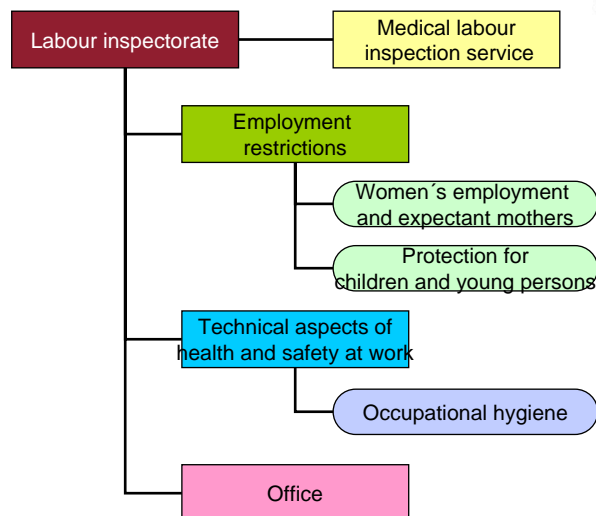 Labour inspectorate
Medical labour
inspection service
Employment
restrictions
Women´s employment
and expectant mothers
Protection for
children and young persons
Technical aspects of
health and safety at work
Occupational hygiene
Office